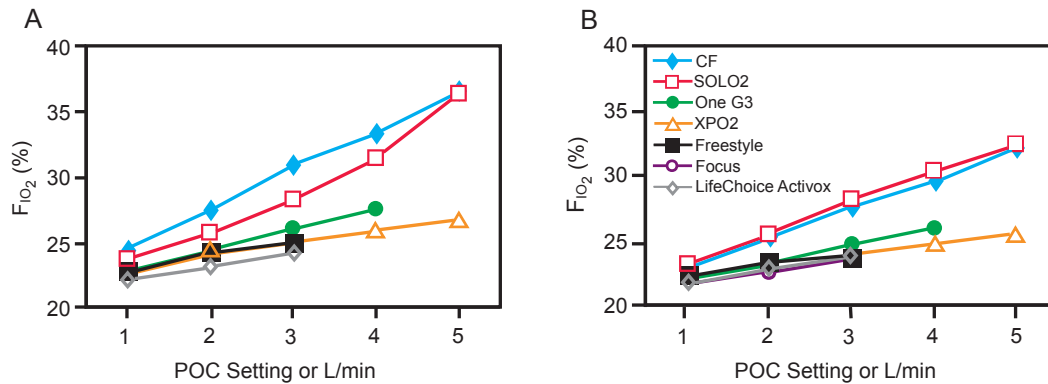 A
40
35
30
25
20
FIO2 (%)
1 2 3 4 5
POC Setting or L/min
B
40
35
30
25
20
FIO2 (%)
CF
SOLO2
One G3
XPO2
Freestyle
Focus
LifeChoice Activox
1 2 3 4 5
POC Setting or L/min